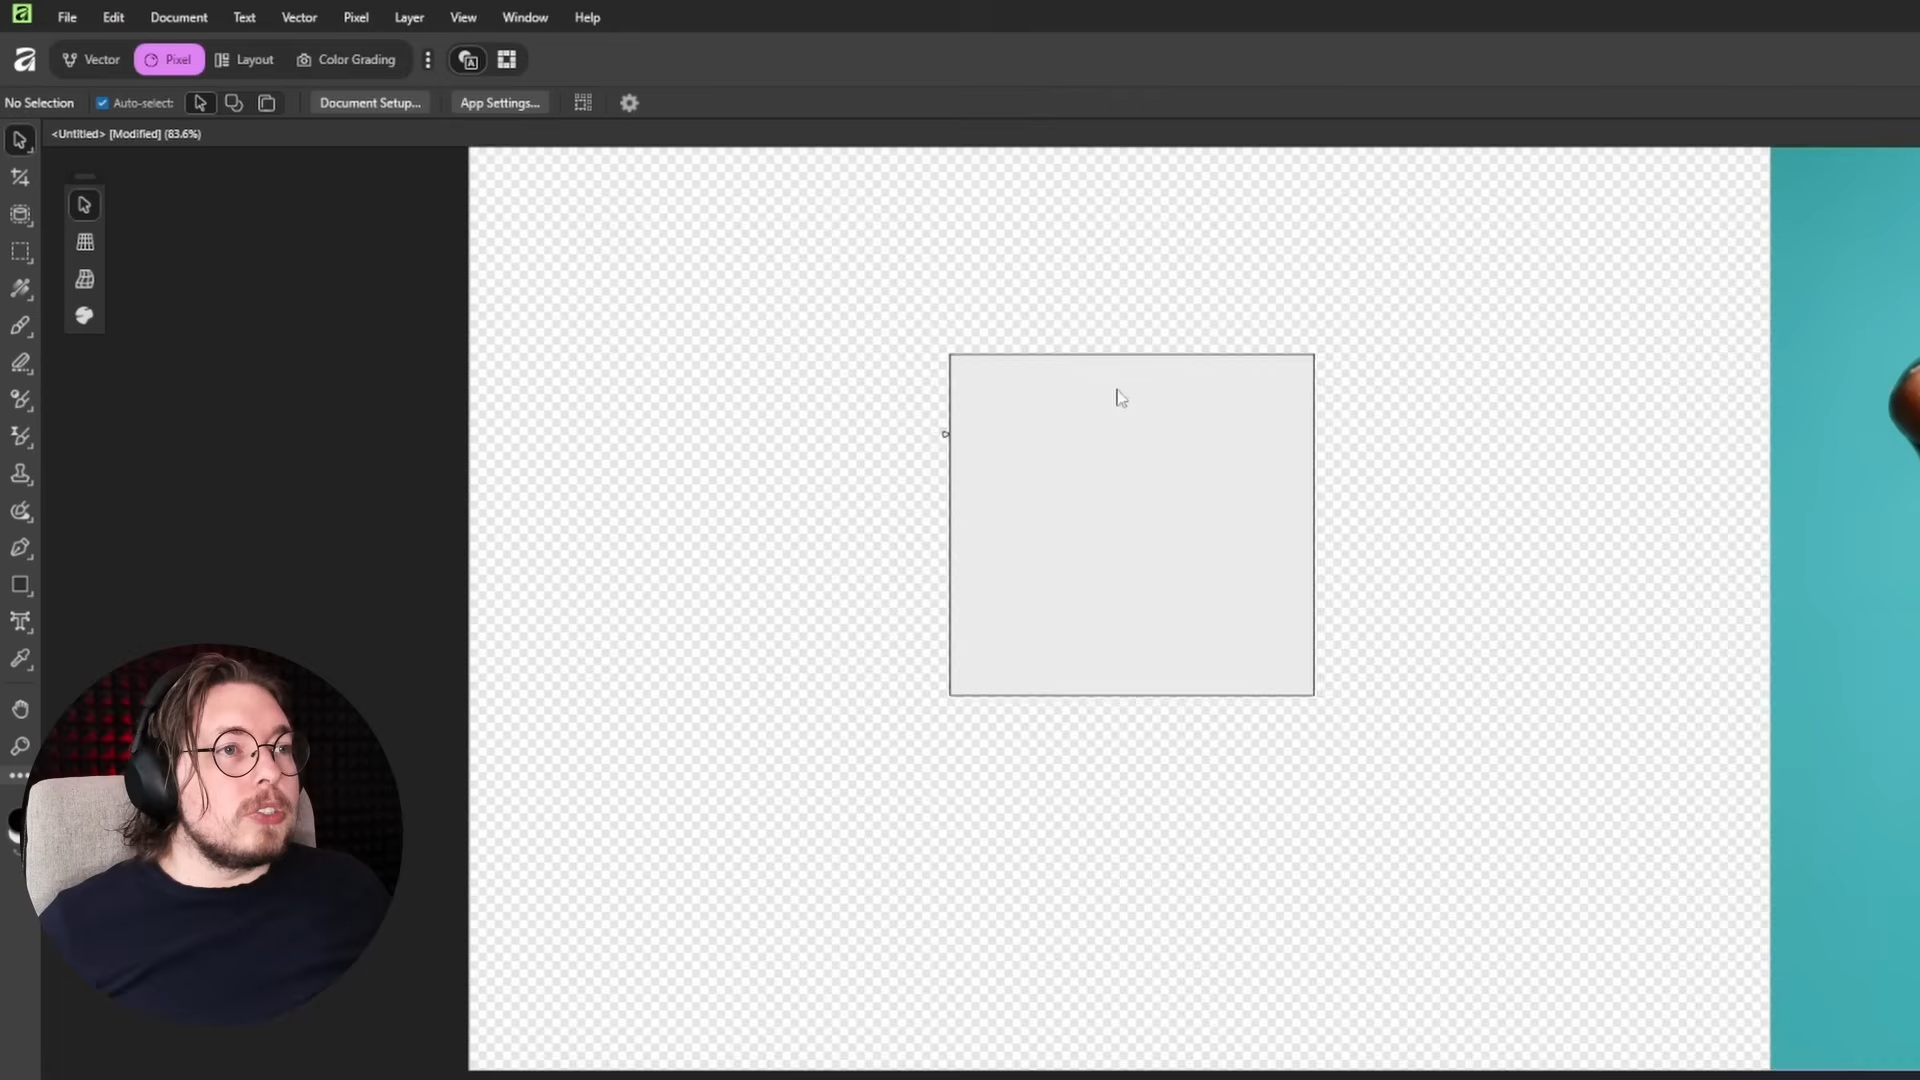 File Edit Document Text Vector Pixel Layer View Window Help
Vector Pixel Layout Color Grading
No Selection Auto-select: Document Setup... App Settings...
<Untitled> [Modified] (83.6%)